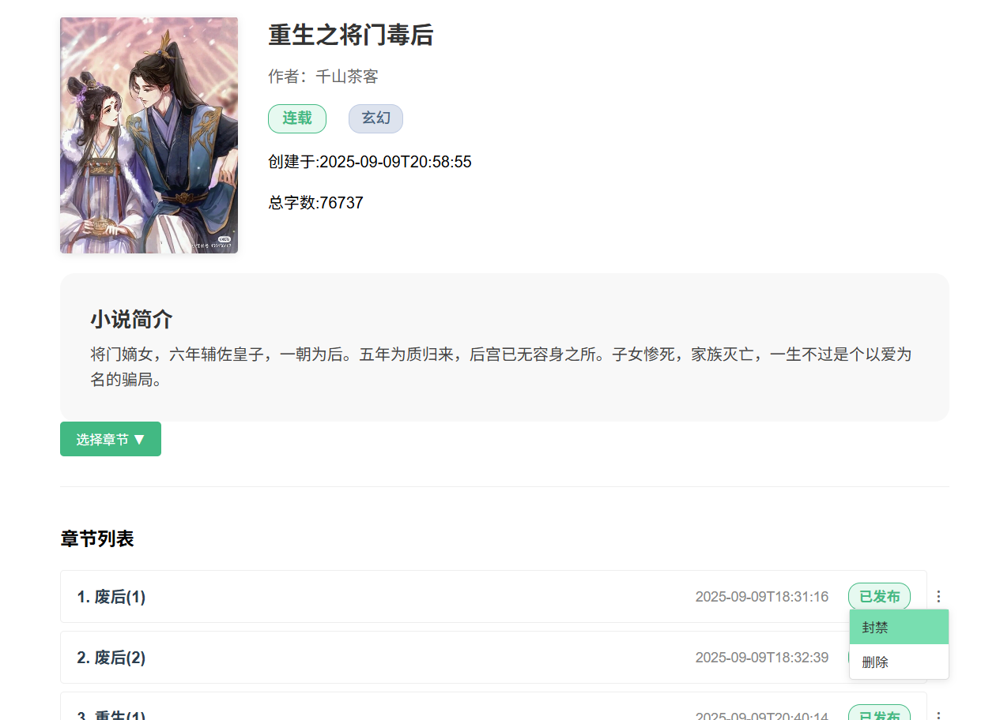 重生之将门毒后
作者：千山茶客
连载 玄幻
创建于:2025-09-09T20:58:55
总字数:76737
小说简介
将门嫡女，六年辅佐皇子，一朝为后。五年为质归来，后宫已无容身之所。子女惨死，家族灭亡，一生不过是个以爱为
名的骗局。
选择章节 ▼
章节列表
1. 废后(1) 2025-09-09T18:31:16 已发布
封禁
2. 废后(2) 2025-09-09T18:32:39
删除
3. 重生(1) 2025-09-09T20:40:14 已发布